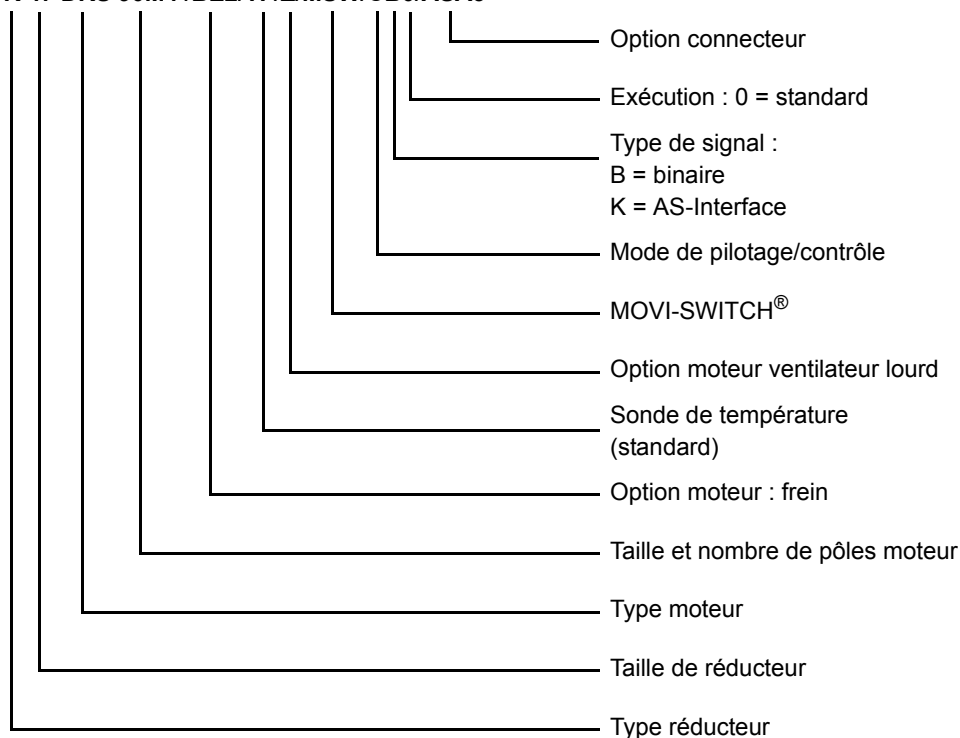 Option connecteur
Exécution : 0 = standard
Type de signal :
B = binaire
K = AS-Interface
Mode de pilotage/contrôle
MOVI-SWITCH®
Option moteur ventilateur lourd
Sonde de température
(standard)
Option moteur : frein
Taille et nombre de pôles moteur
Type moteur
Taille de réducteur
Type réducteur